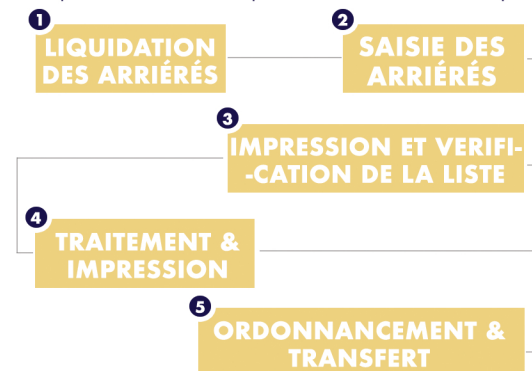 1
LIQUIDATION
DES ARRIÉRÉS
2
SAISIE DES
ARRIÉRÉS
3
IMPRESSION ET VERIFI-
-CATION DE LA LISTE
4
TRAITEMENT &
IMPRESSION
5
ORDONNANCEMENT &
TRANSFERT